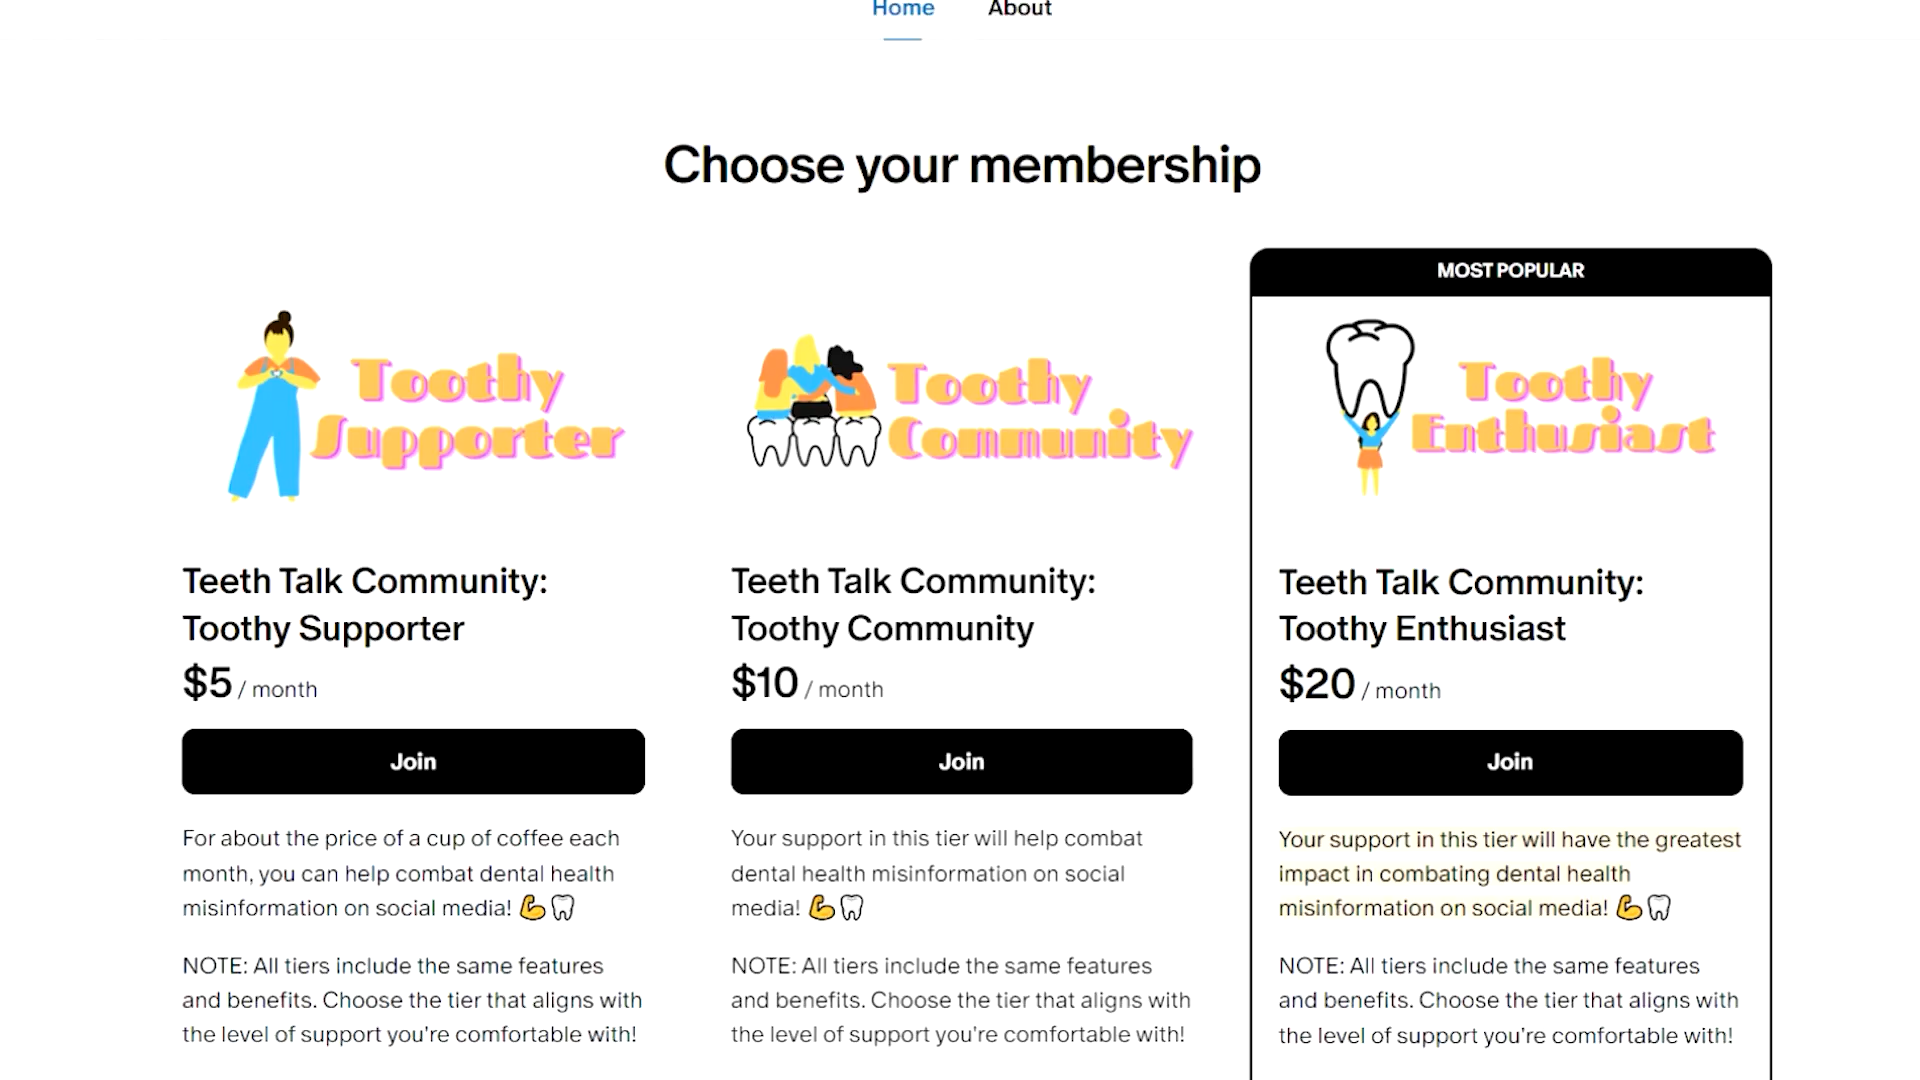 Home About
Choose your membership
Toothy
Supporter
Teeth Talk Community:
Toothy Supporter
$5 / month
Join
For about the price of a cup of coffee each
month, you can help combat dental health
misinformation on social media! 💪🦷
NOTE: All tiers include the same features
and benefits. Choose the tier that aligns with
the level of support you're comfortable with!
Toothy
Community
Teeth Talk Community:
Toothy Community
$10 / month
Join
Your support in this tier will help combat
dental health misinformation on social
media! 💪🦷
NOTE: All tiers include the same features
and benefits. Choose the tier that aligns with
the level of support you're comfortable with!
MOST POPULAR
Toothy
Enthusiast
Teeth Talk Community:
Toothy Enthusiast
$20 / month
Join
Your support in this tier will have the greatest
impact in combating dental health
misinformation on social media! 💪🦷
NOTE: All tiers include the same features
and benefits. Choose the tier that aligns with
the level of support you're comfortable with!